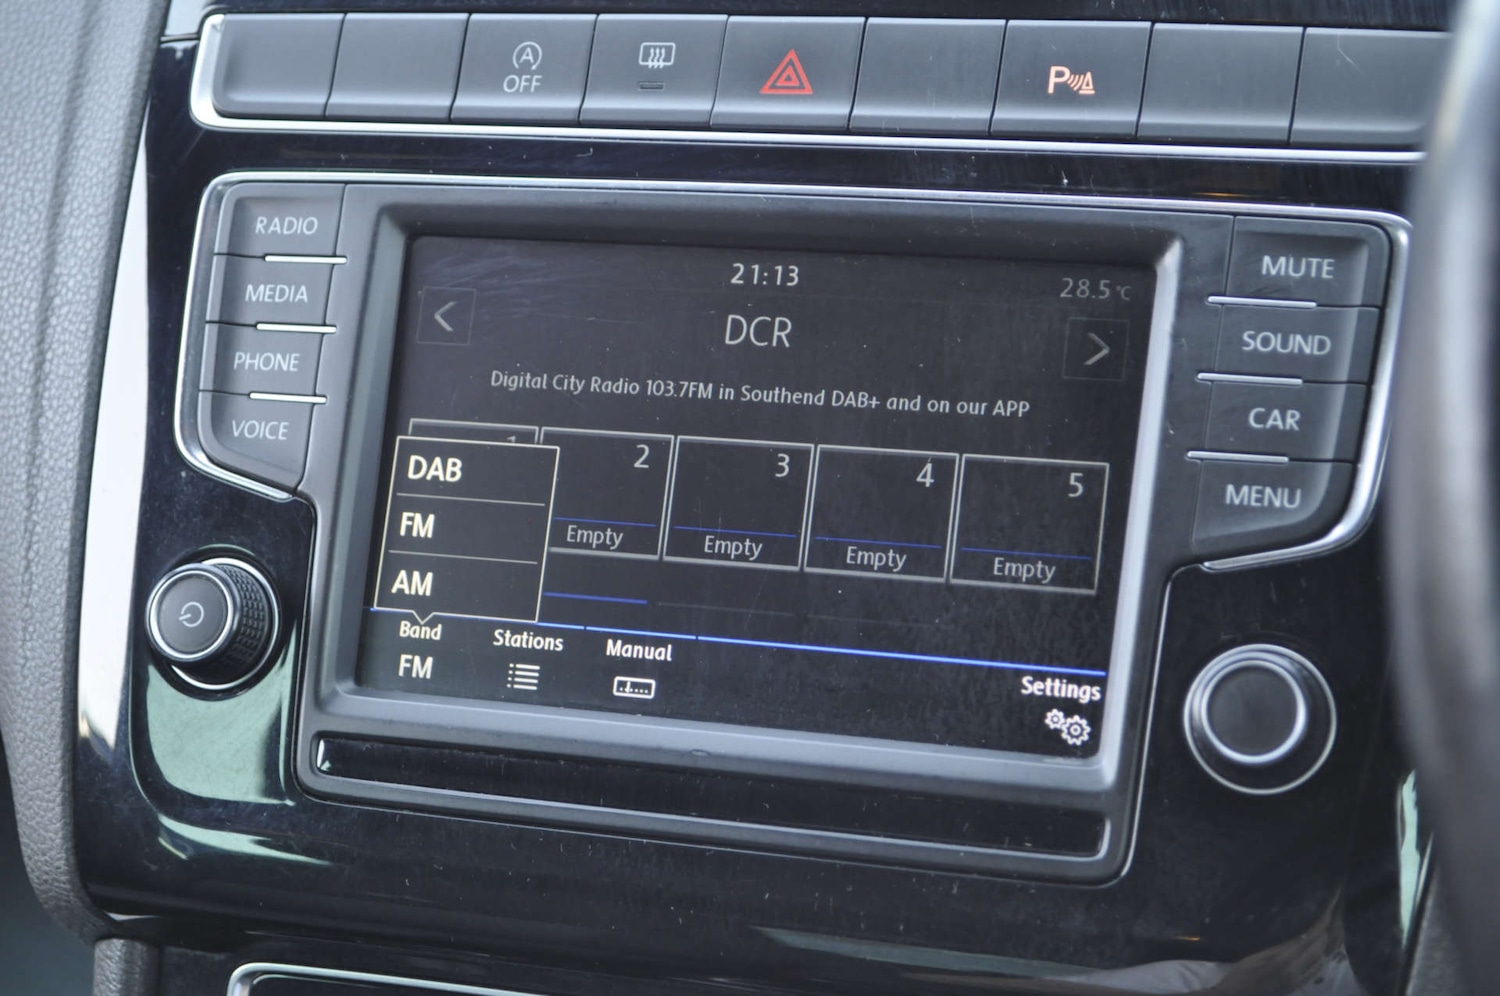 A
OFF
P
RADIO
MEDIA
PHONE
VOICE
21:13
28.5°C
DCR
Digital City Radio 103.7FM in Southend DAB+ and on our APP
1
2
3
4
5
Empty
Empty
Empty
Empty
DAB
FM
AM
Band
FM
Stations
Manual
Settings
MUTE
SOUND
CAR
MENU